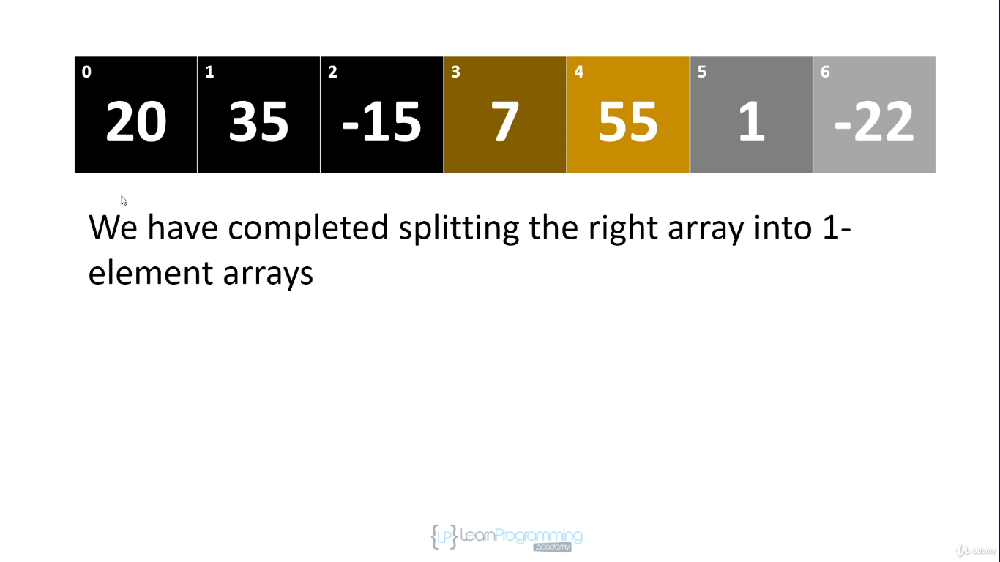 0 1 2 3 4 5 6
20 35 -15 7 55 1 -22
We have completed splitting the right array into 1-
element arrays
{LP} LearnProgramming
.academy
Udemy